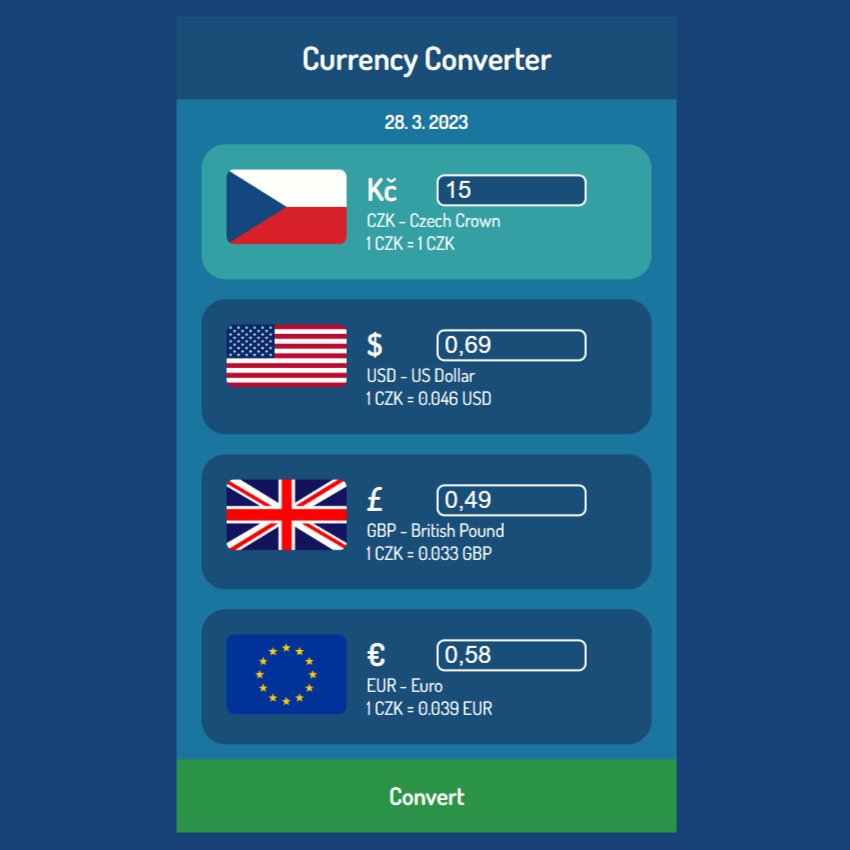 Currency Converter
28. 3. 2023
Kč 15
CZK - Czech Crown
1 CZK = 1 CZK
$ 0,69
USD - US Dollar
1 CZK = 0.046 USD
£ 0,49
GBP - British Pound
1 CZK = 0.033 GBP
€ 0,58
EUR - Euro
1 CZK = 0.039 EUR
Convert